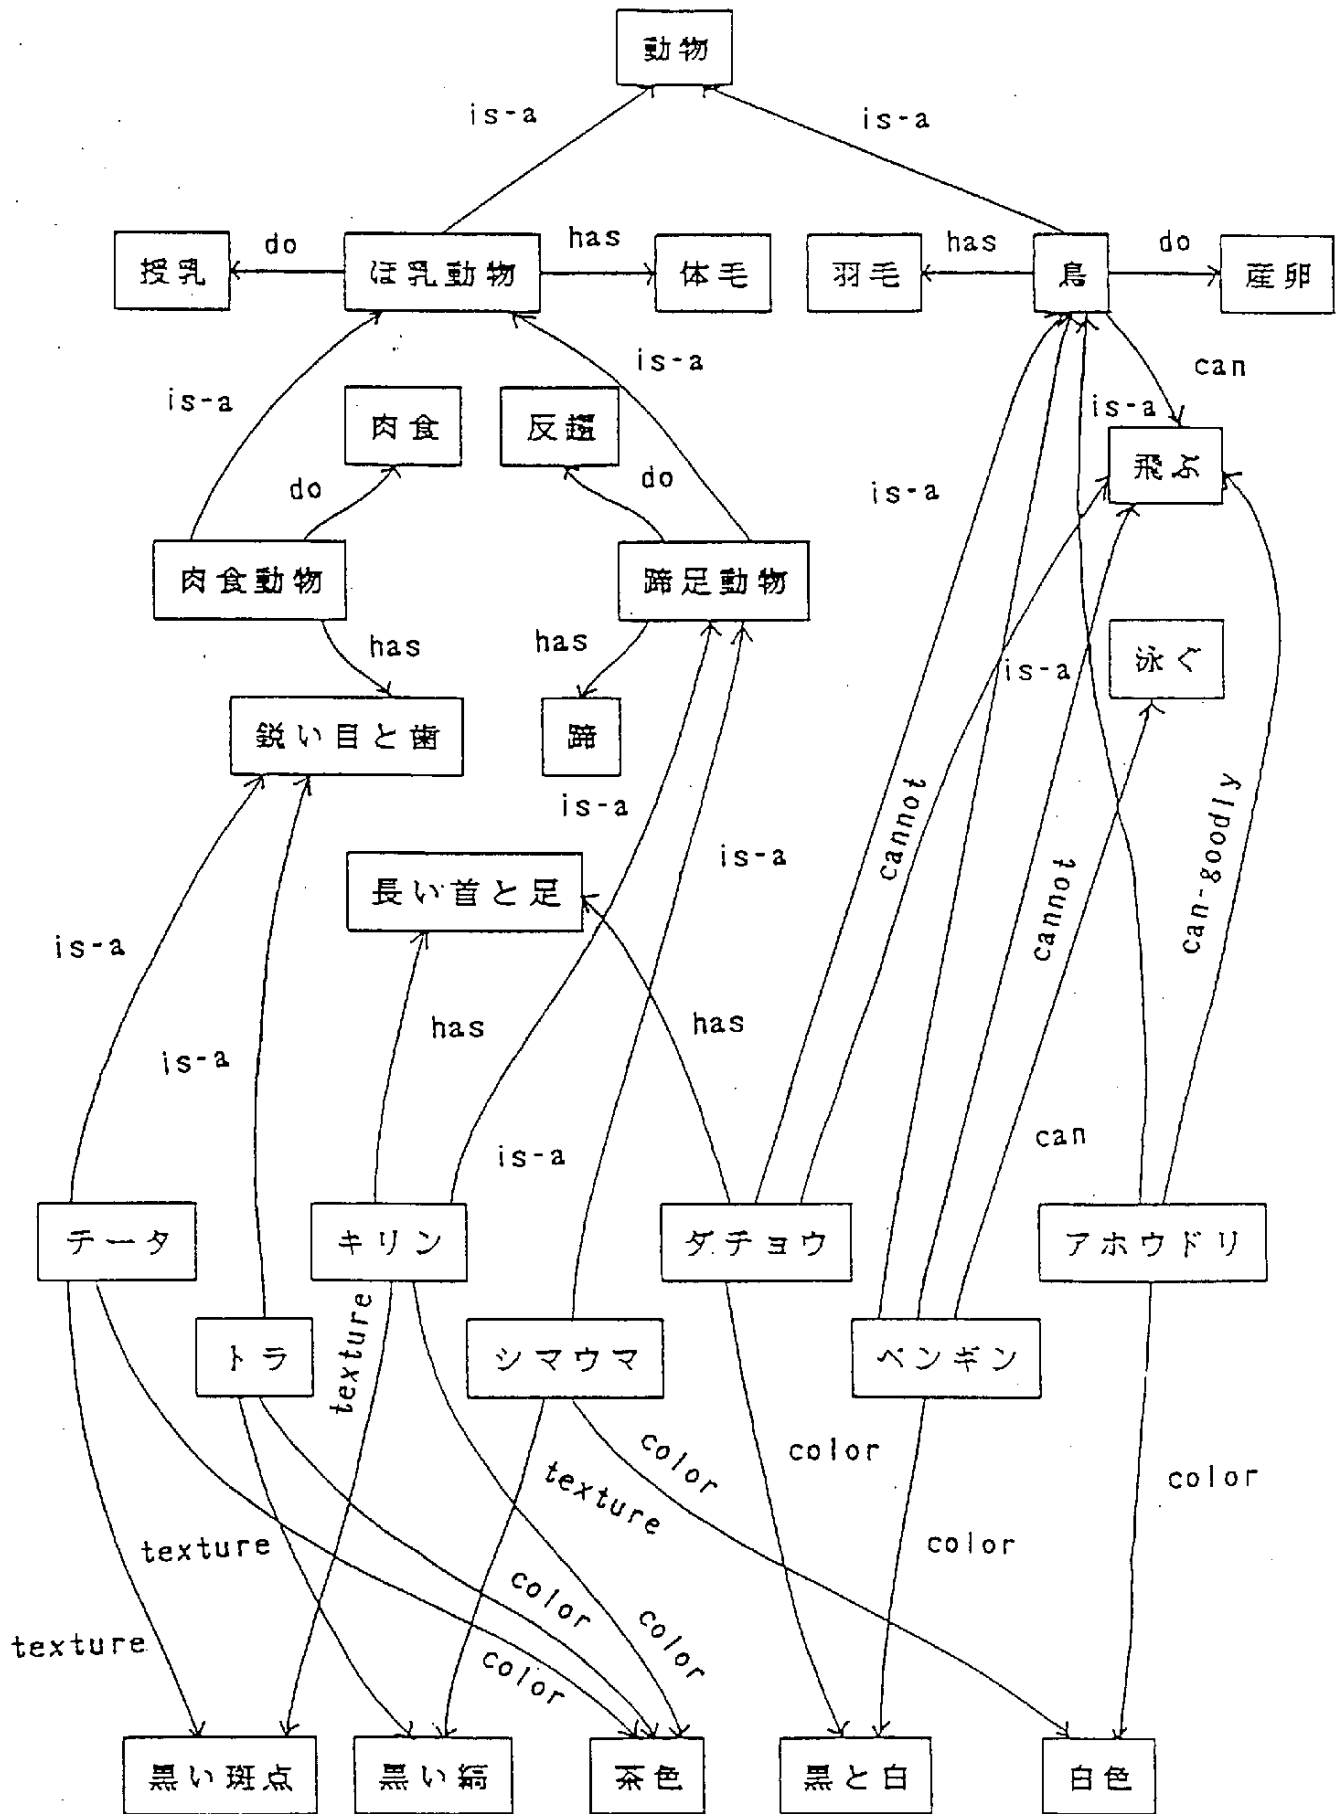 動物
is-a
is-a
授乳
do
ほ乳動物
has
体毛
羽毛
has
鳥
do
産卵
is-a
is-a
can
肉食
反趨
is-a
飛ぶ
do
do
is-a
肉食動物
蹄足動物
has
has
is-a
泳ぐ
鋭い目と歯
蹄
is-a
cannot
can-goodly
長い首と足
is-a
cannot
is-a
has
has
is-a
is-a
can
テータ
キリン
ダチョウ
アホウドリ
トラ
texture
シマウマ
ペンギン
color
texture
color
color
texture
color
color
color
texture
color
黒い斑点
黒い縞
茶色
黒と白
白色